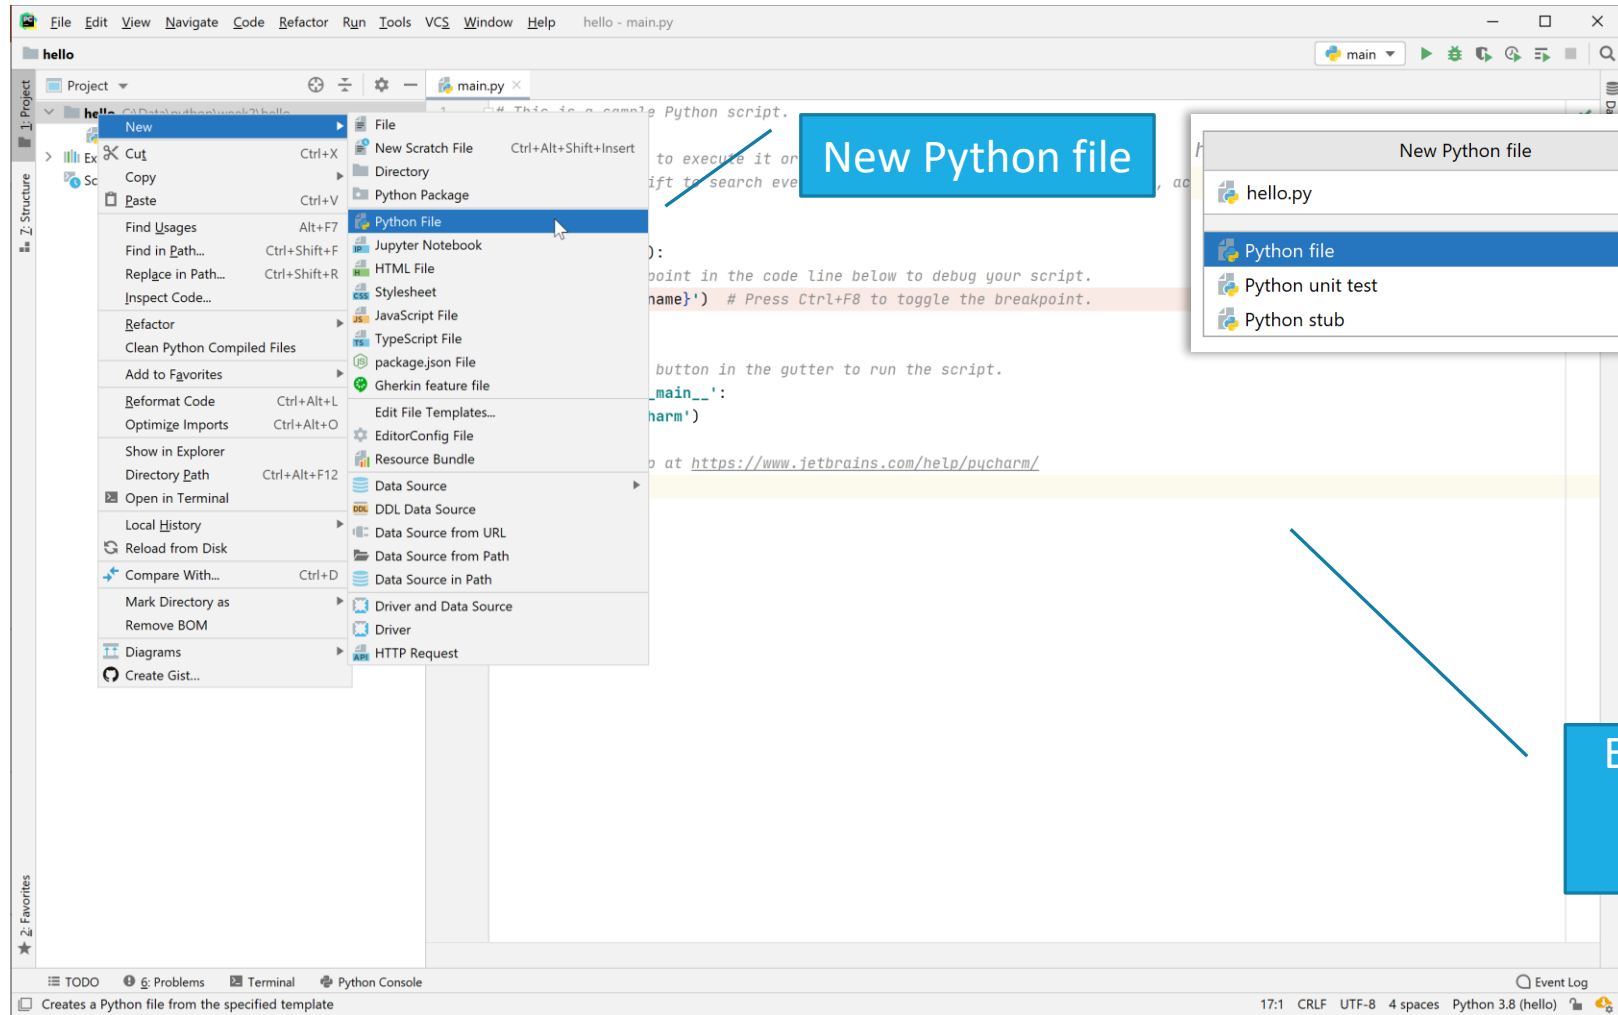 File Edit View Navigate Code Refactor Run Tools VCS Window Help hello - main.py
hello
main
1: Project
Project
main.py
hello C:\Data\python\week2\hello
1
# This is a sample Python script.
New
Cut Ctrl+X
Copy
Paste Ctrl+V
Find Usages Alt+F7
Find in Path... Ctrl+Shift+F
Replace in Path... Ctrl+Shift+R
Inspect Code...
Refactor
Clean Python Compiled Files
Add to Favorites
Reformat Code Ctrl+Alt+L
Optimize Imports Ctrl+Alt+O
Show in Explorer
Directory Path Ctrl+Alt+F12
Open in Terminal
Local History
Reload from Disk
Compare With... Ctrl+D
Mark Directory as
Remove BOM
Diagrams
Create Gist...
File
New Scratch File Ctrl+Alt+Shift+Insert
Directory
Python Package
Python File
Jupyter Notebook
HTML File
Stylesheet
JavaScript File
TypeScript File
package.json File
Gherkin feature file
Edit File Templates...
EditorConfig File
Resource Bundle
Data Source
DDL Data Source
Data Source from URL
Data Source from Path
Data Source in Path
Driver and Data Source
Driver
HTTP Request
to execute it or
ift to search eve , ac
):
point in the code line below to debug your script.
name}') # Press Ctrl+F8 to toggle the breakpoint.
button in the gutter to run the script.
_main__':
harm')
p at https://www.jetbrains.com/help/pycharm/
New Python file
New Python file
hello.py
Python file
Python unit test
Python stub
Z: Structure
2: Favorites
TODO 6: Problems Terminal Python Console Event Log
Creates a Python file from the specified template 17:1 CRLF UTF-8 4 spaces Python 3.8 (hello)